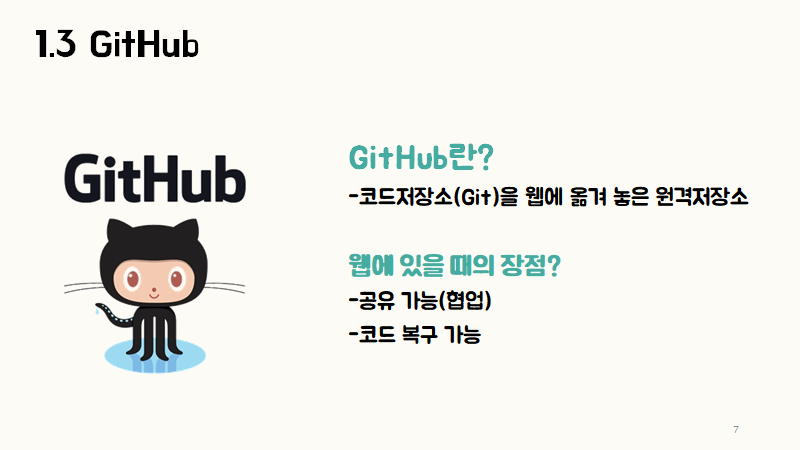 1.3 GitHub
GitHub
GitHub란?
-코드저장소(Git)을 웹에 옮겨 놓은 원격저장소
웹에 있을 때의 장점?
-공유 가능(협업)
-코드 복구 가능
7